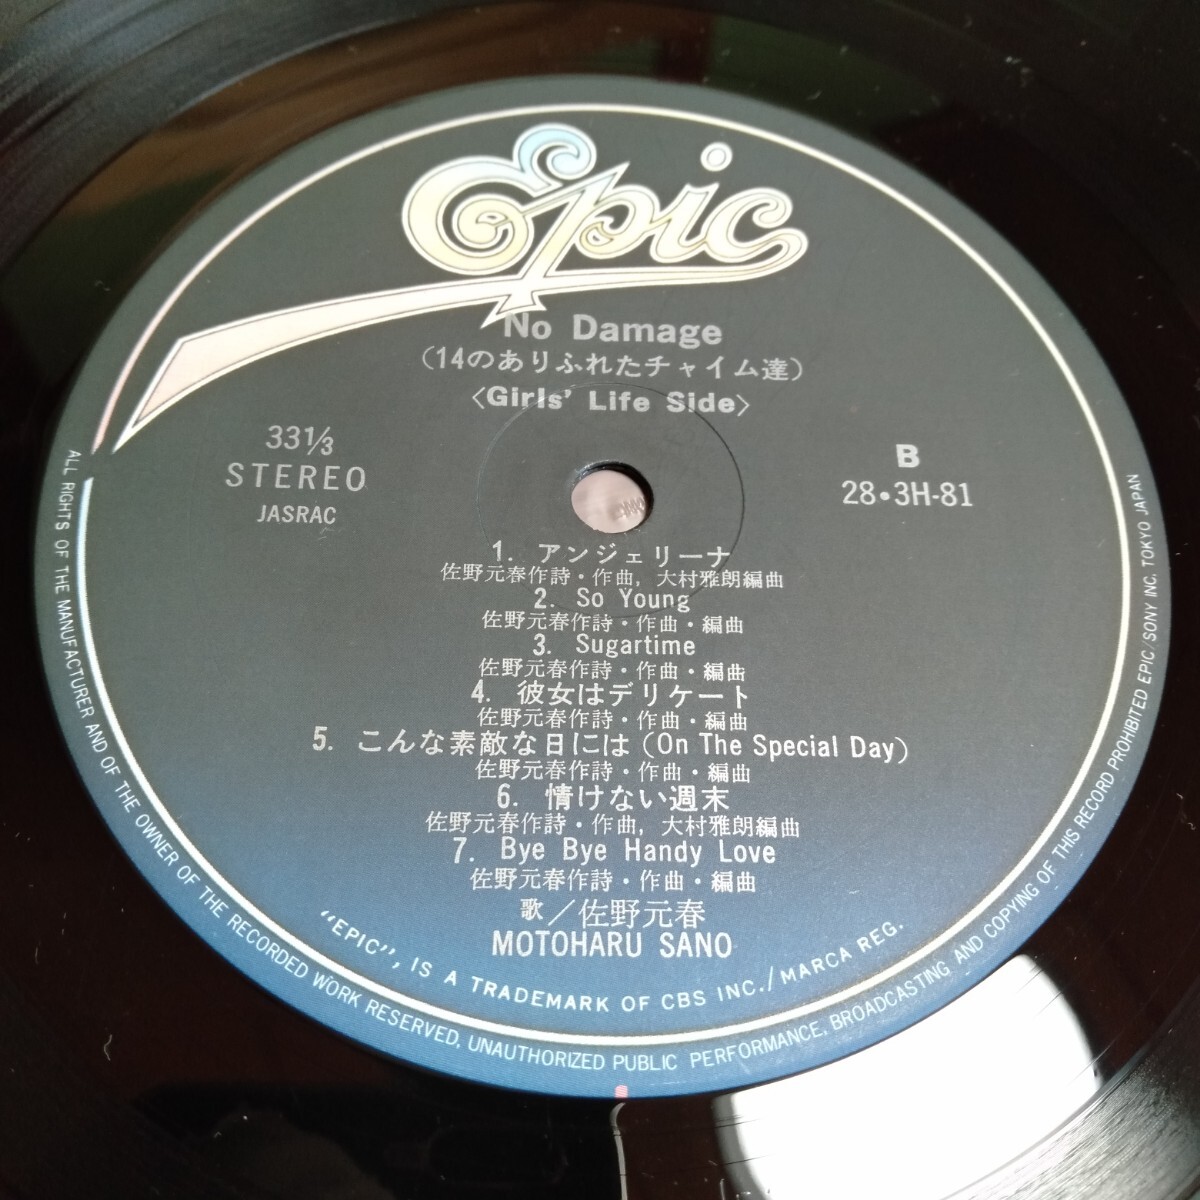 Epic
No Damage
(14のありふれたチャイム達)
〈Girls' Life Side〉
33⅓
STEREO
JASRAC
B
28•3H-81
1. アンジェリーナ
佐野元春作詩・作曲, 大村雅朗編曲
2. So Young
佐野元春作詩・作曲・編曲
3. Sugartime
佐野元春作詩・作曲・編曲
4. 彼女はデリケート
佐野元春作詩・作曲・編曲
5. こんな素敵な日には (On The Special Day)
佐野元春作詩・作曲・編曲
6. 情けない週末
佐野元春作詩・作曲, 大村雅朗編曲
7. Bye Bye Handy Love
佐野元春作詩・作曲・編曲
歌／佐野元春
MOTOHARU SANO
"EPIC", IS A TRADEMARK OF CBS INC./MARCA REG.
ALL RIGHTS OF THE MANUFACTURER AND OF THE OWNER OF THE RECORDED WORK RESERVED, UNAUTHORIZED PUBLIC PERFORMANCE, BROADCASTING AND COPYING OF THIS RECORD PROHIBITED EPIC/SONY INC. TOKYO JAPAN